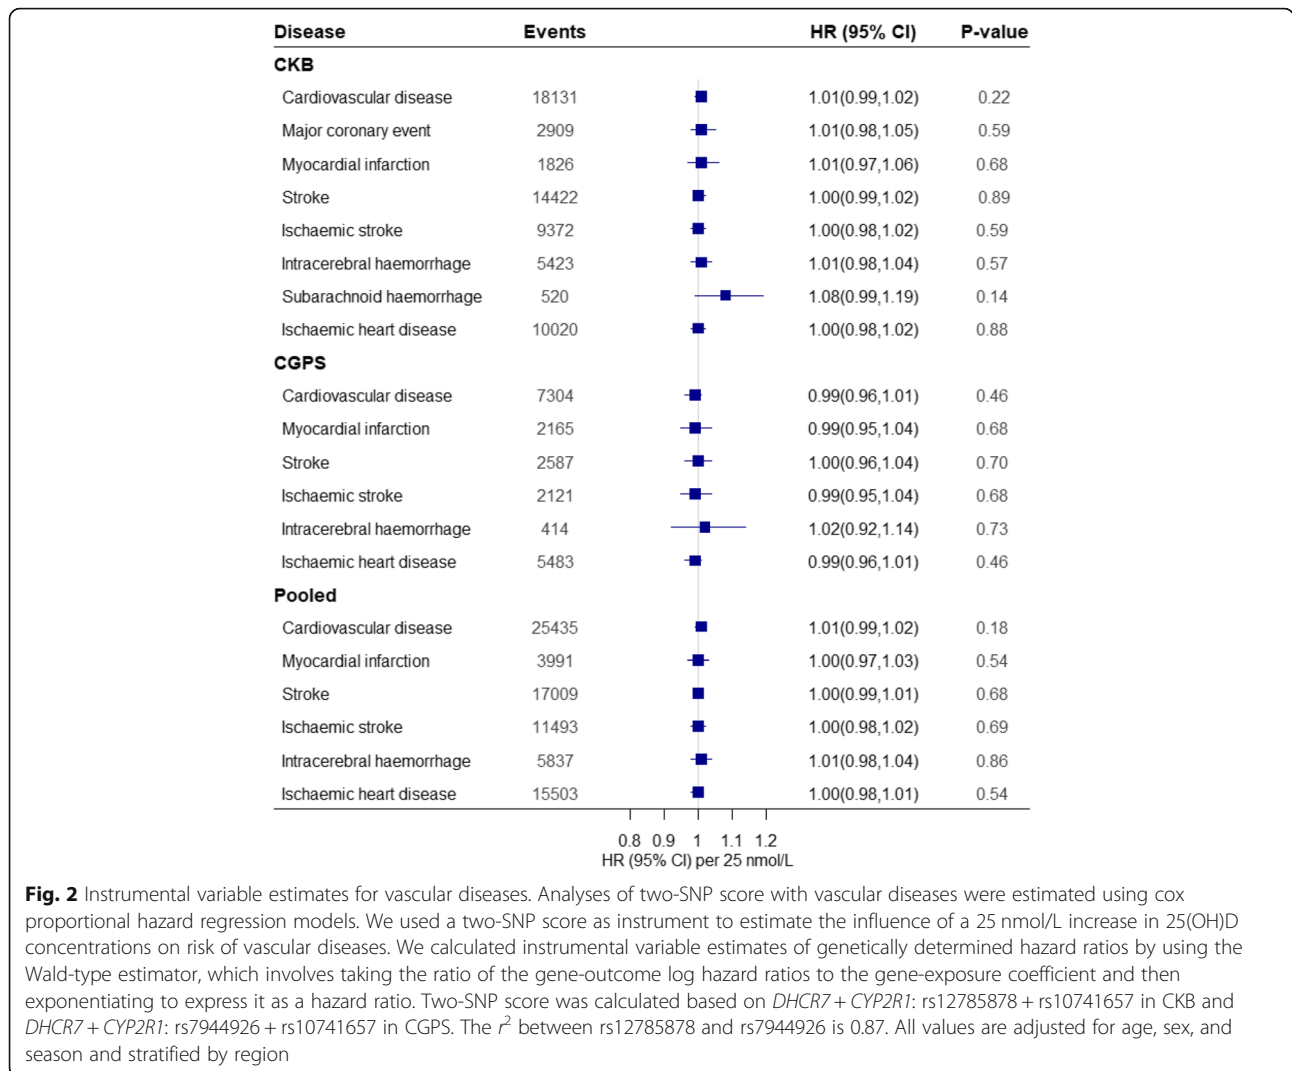 Disease Events HR (95% CI) P-value
CKB
Cardiovascular disease 18131 1.01(0.99,1.02) 0.22
Major coronary event 2909 1.01(0.98,1.05) 0.59
Myocardial infarction 1826 1.01(0.97,1.06) 0.68
Stroke 14422 1.00(0.99,1.02) 0.89
Ischaemic stroke 9372 1.00(0.98,1.02) 0.59
Intracerebral haemorrhage 5423 1.01(0.98,1.04) 0.57
Subarachnoid haemorrhage 520 1.08(0.99,1.19) 0.14
Ischaemic heart disease 10020 1.00(0.98,1.02) 0.88
CGPS
Cardiovascular disease 7304 0.99(0.96,1.01) 0.46
Myocardial infarction 2165 0.99(0.95,1.04) 0.68
Stroke 2587 1.00(0.96,1.04) 0.70
Ischaemic stroke 2121 0.99(0.95,1.04) 0.68
Intracerebral haemorrhage 414 1.02(0.92,1.14) 0.73
Ischaemic heart disease 5483 0.99(0.96,1.01) 0.46
Pooled
Cardiovascular disease 25435 1.01(0.99,1.02) 0.18
Myocardial infarction 3991 1.00(0.97,1.03) 0.54
Stroke 17009 1.00(0.99,1.01) 0.68
Ischaemic stroke 11493 1.00(0.98,1.02) 0.69
Intracerebral haemorrhage 5837 1.01(0.98,1.04) 0.86
Ischaemic heart disease 15503 1.00(0.98,1.01) 0.54
0.8 0.9 1 1.1 1.2
HR (95% CI) per 25 nmol/L
Fig. 2 Instrumental variable estimates for vascular diseases. Analyses of two-SNP score with vascular diseases were estimated using cox
proportional hazard regression models. We used a two-SNP score as instrument to estimate the influence of a 25 nmol/L increase in 25(OH)D
concentrations on risk of vascular diseases. We calculated instrumental variable estimates of genetically determined hazard ratios by using the
Wald-type estimator, which involves taking the ratio of the gene-outcome log hazard ratios to the gene-exposure coefficient and then
exponentiating to express it as a hazard ratio. Two-SNP score was calculated based on DHCR7 + CYP2R1: rs12785878 + rs10741657 in CKB and
DHCR7 + CYP2R1: rs7944926 + rs10741657 in CGPS. The r² between rs12785878 and rs7944926 is 0.87. All values are adjusted for age, sex, and
season and stratified by region